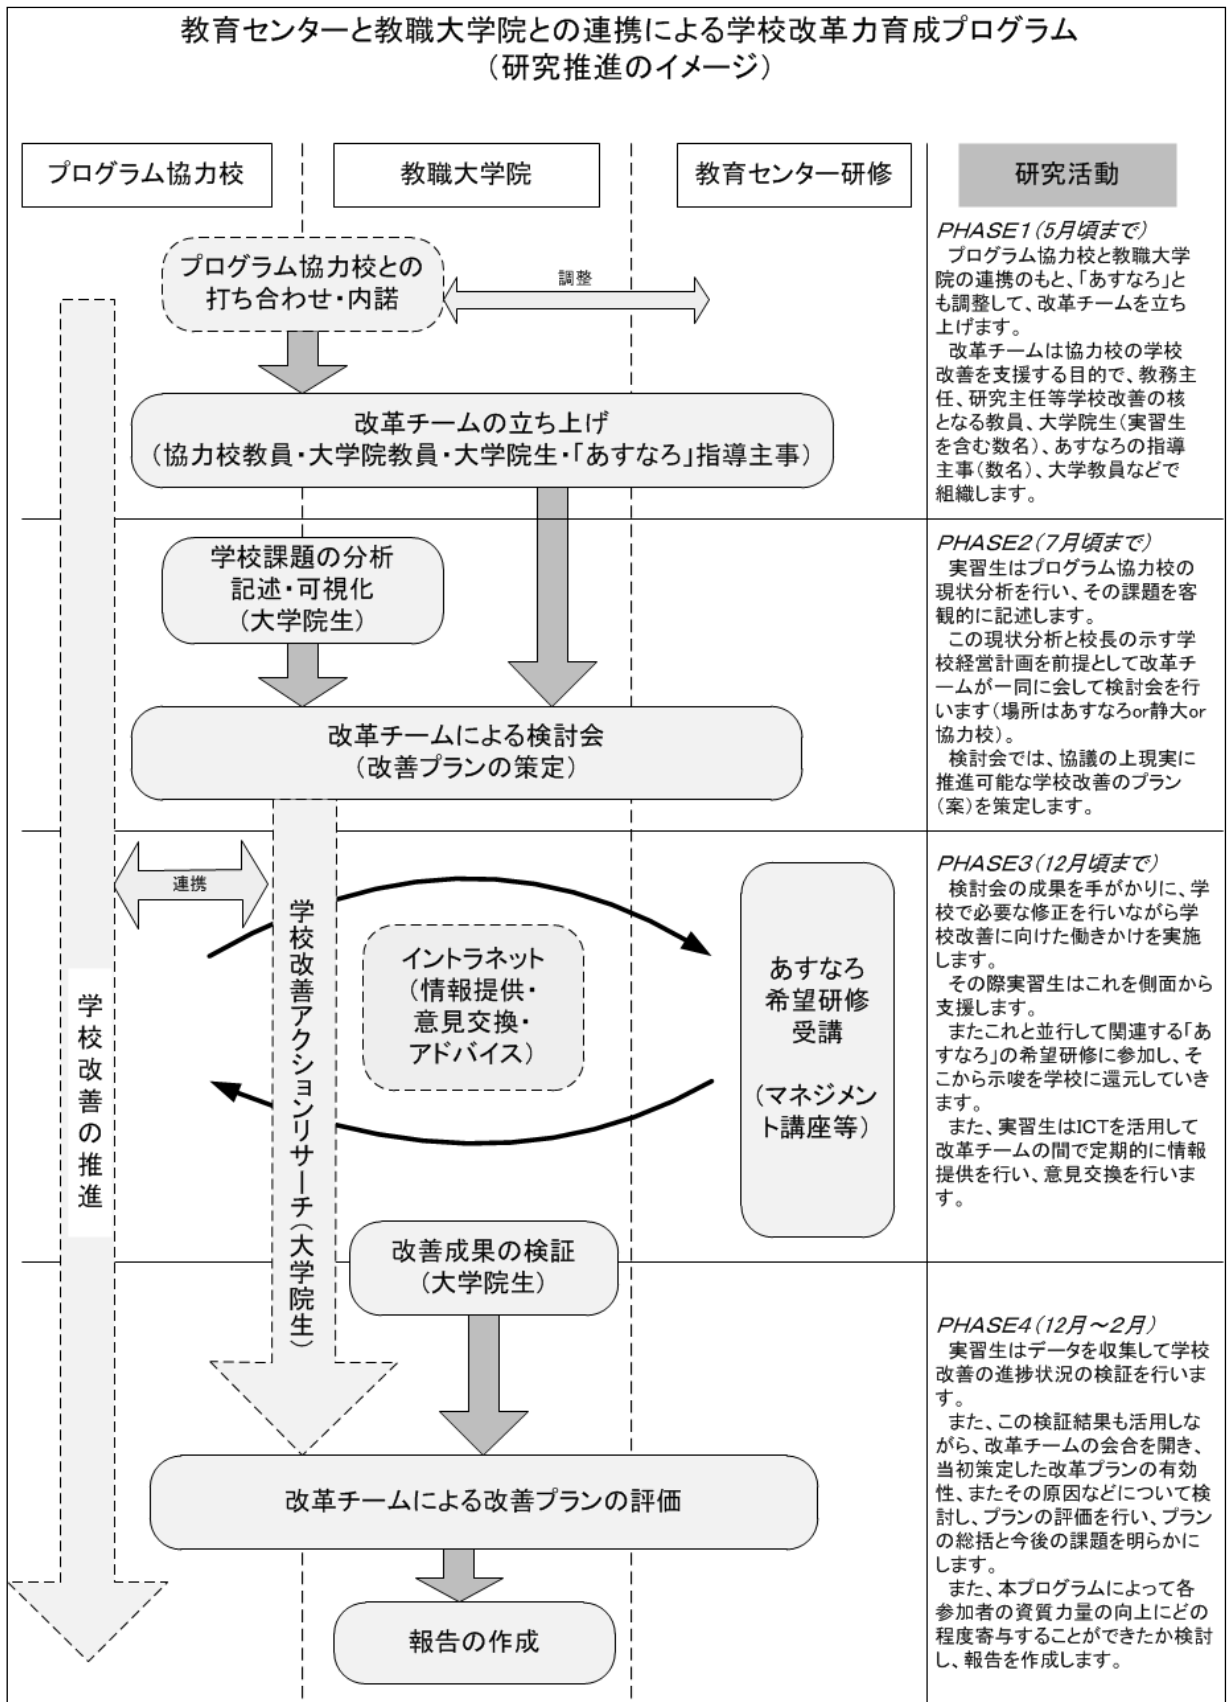 教育センターと教職大学院との連携による学校改革力育成プログラム
（研究推進のイメージ）
プログラム協力校
教職大学院
教育センター研修
研究活動
プログラム協力校との
打ち合わせ・内諾
調整
改革チームの立ち上げ
（協力校教員・大学院教員・大学院生・「あすなろ」指導主事）
PHASE1（5月頃まで）
プログラム協力校と教職大学
院の連携のもと、「あすなろ」と
も調整して、改革チームを立ち
上げます。
改革チームは協力校の学校
改善を支援する目的で、教務主
任、研究主任等学校改善の核
となる教員、大学院生（実習生
を含む数名）、あすなろの指導
主事（数名）、大学教員などで
組織します。
学校課題の分析
記述・可視化
（大学院生）
改革チームによる検討会
（改善プランの策定）
PHASE2（7月頃まで）
実習生はプログラム協力校の
現状分析を行い、その課題を客
観的に記述します。
この現状分析と校長の示す学
校経営計画を前提として改革チ
ームが一同に会して検討会を行
います（場所はあすなろor静大or
協力校）。
検討会では、協議の上現実に
推進可能な学校改善のプラン
（案）を策定します。
連携
学校改善の推進
学校改善アクションリサーチ（大学院生）
イントラネット
（情報提供・
意見交換・
アドバイス）
あすなろ
希望研修
受講
（マネジメン
ト講座等）
PHASE3（12月頃まで）
検討会の成果を手がかりに、学
校で必要な修正を行いながら学
校改善に向けた働きかけを実施
します。
その際実習生はこれを側面から
支援します。
またこれと並行して関連する「あ
すなろ」の希望研修に参加し、そ
こから示唆を学校に還元していき
ます。
また、実習生はICTを活用して
改革チームの間で定期的に情報
提供を行い、意見交換を行いま
す。
改善成果の検証
（大学院生）
改革チームによる改善プランの評価
報告の作成
PHASE4（12月～2月）
実習生はデータを収集して学校
改善の進捗状況の検証を行いま
す。
また、この検証結果も活用しな
がら、改革チームの会合を開き、
当初策定した改革プランの有効
性、またその原因などについて検
討し、プランの評価を行い、プラン
の総括と今後の課題を明らかに
します。
また、本プログラムによって各
参加者の資質力量の向上にどの
程度寄与することができたか検討
し、報告を作成します。